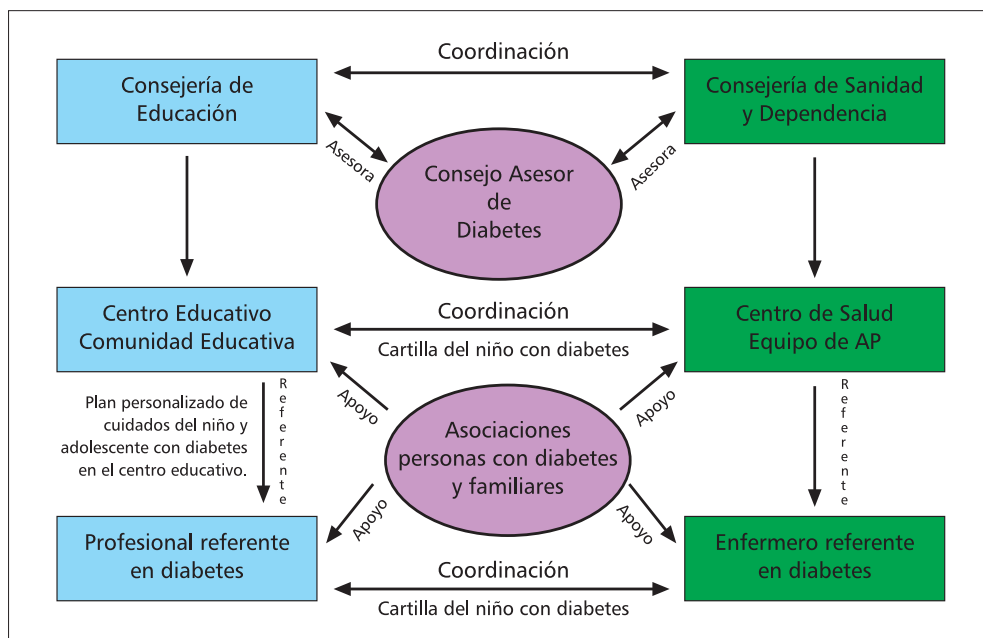 Coordinación
Consejería de
Educación
Consejería de Sanidad
y Dependencia
Asesora
Asesora
Consejo Asesor
de
Diabetes
Centro Educativo
Comunidad Educativa
Coordinación
Cartilla del niño con diabetes
Centro de Salud
Equipo de AP
Plan personalizado de
cuidados del niño y
adolescente con diabetes
en el centro educativo.
Referente
Apoyo
Apoyo
Asociaciones
personas con diabetes
y familiares
Referente
Apoyo
Apoyo
Profesional referente
en diabetes
Coordinación
Cartilla del niño con diabetes
Enfermero referente
en diabetes